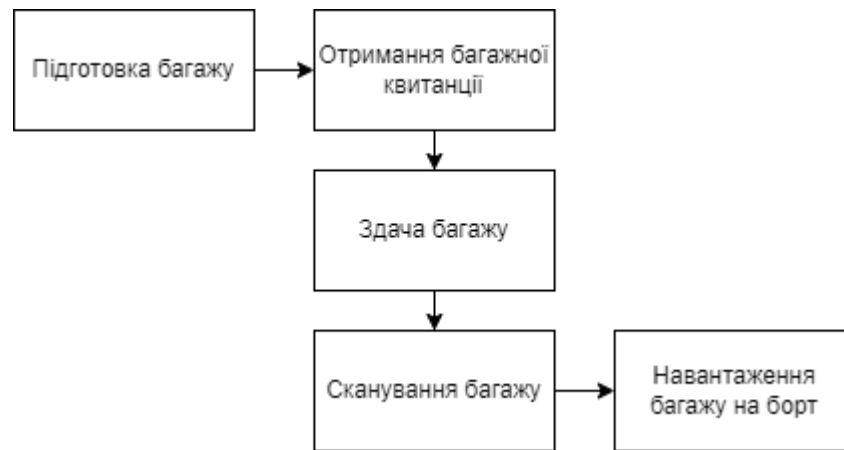 Підготовка багажу
Отримання багажної
квитанції
Здача багажу
Сканування багажу
Навантаження
багажу на борт